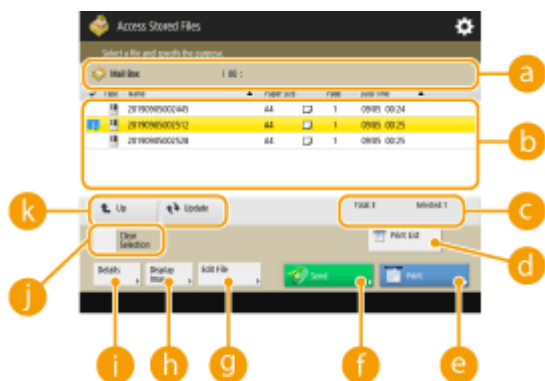 Access Stored Files
Select a file and specify the purpose.
Mail Box 00 :
a
Type Name Paper Size Page Date/Time
20190905002445 A4 1 09/05 00:24
20190905002512 A4 1 09/05 00:25
20190905002528 A4 1 09/05 00:25
b
k Up Update Total:3 Selected:1 c
Clear
Selection
Print List
d
j
Details Display Edit File Send Print
i h g f e